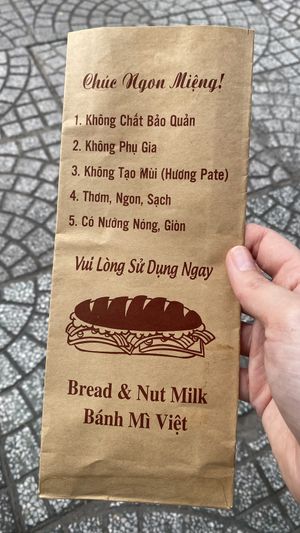 Chúc Ngon Miệng!
1. Không Chất Bảo Quản
2. Không Phụ Gia
3. Không Tạo Mùi (Hương Pate)
4. Thơm, Ngon, Sạch
5. Có Nướng Nóng, Giòn
Vui Lòng Sử Dụng Ngay
Bread & Nut Milk
Bánh Mì Việt